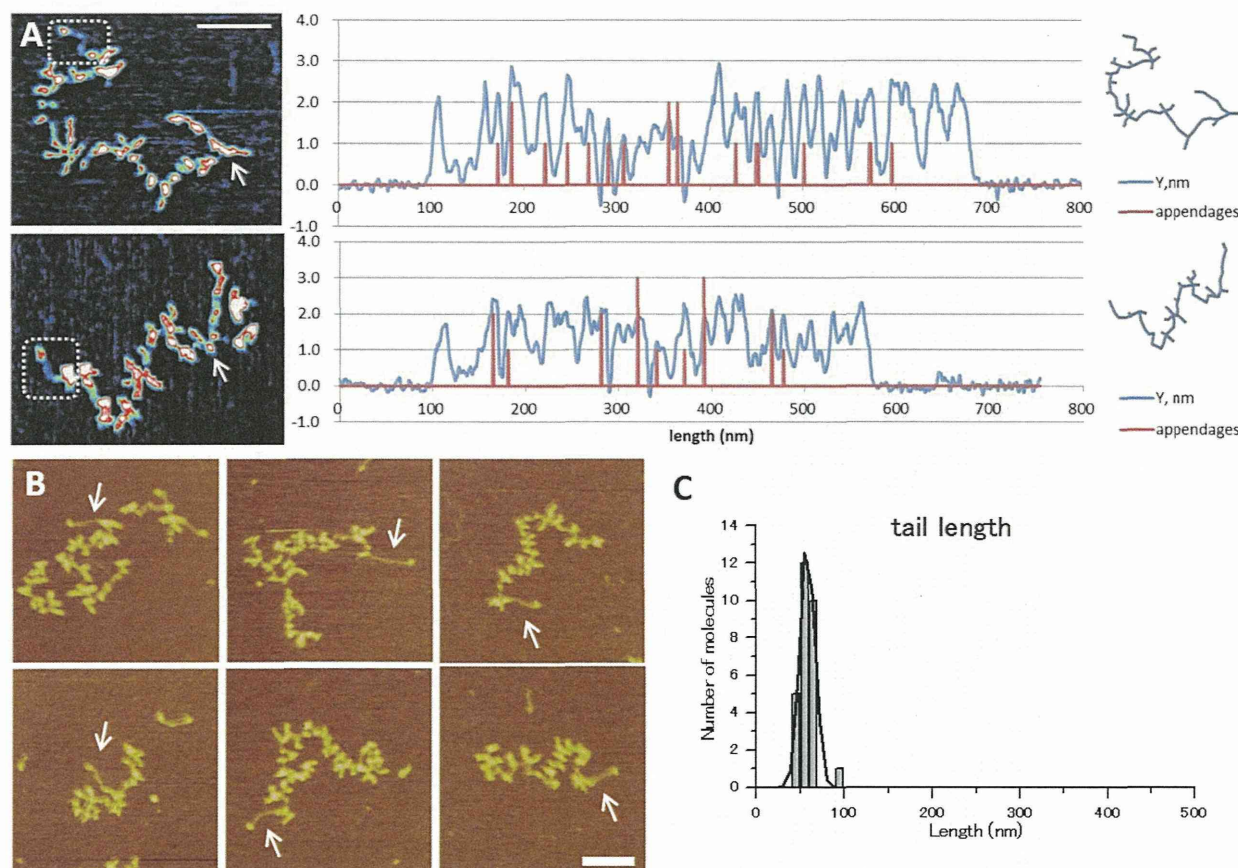 A
4.0
3.0
2.0
1.0
0.0
-1.0
0 100 200 300 400 500 600 700 800
Y,nm
appendages
4.0
3.0
2.0
1.0
0.0
-1.0
0 100 200 300 400 500 600 700 800
length (nm)
Y, nm
appendages
B
C
tail length
Number of molecules
14
12
10
8
6
4
2
0
0 100 200 300 400 500
Length (nm)